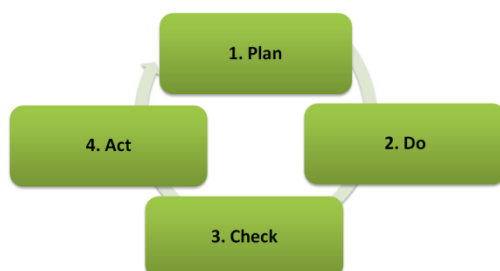 1. Plan
2. Do
3. Check
4. Act